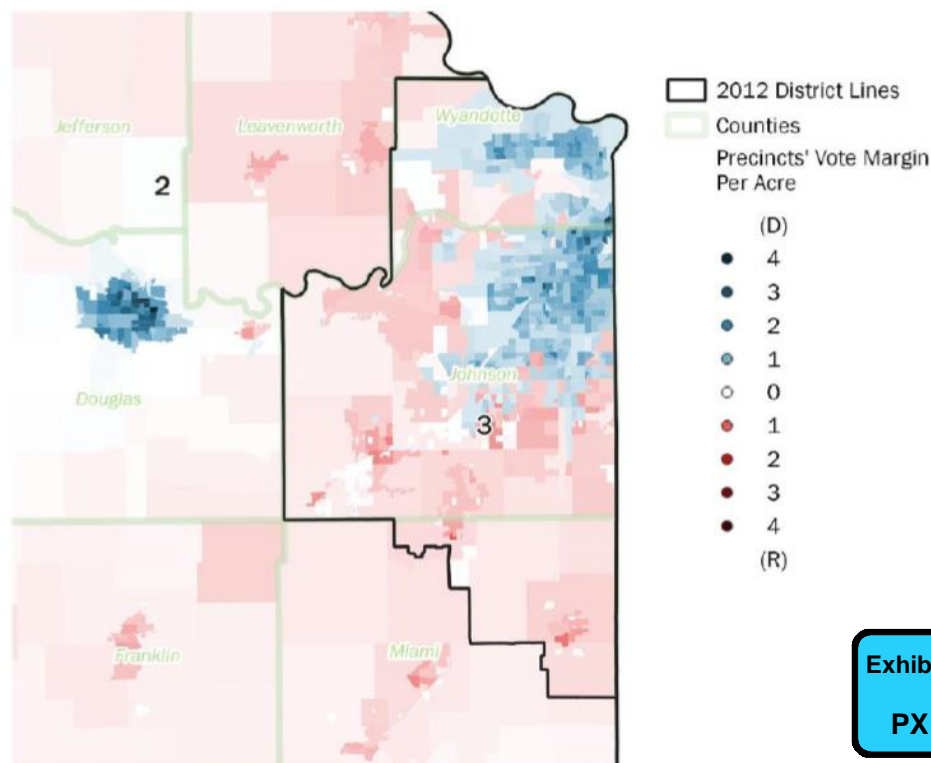 Jefferson
Leavenworth
Wyandotte
2
Douglas
Johnson
3
Franklin
Miami
2012 District Lines
Counties
Precincts' Vote Margin
Per Acre
(D)
4
3
2
1
0
1
2
3
4
(R)
Exhib
PX